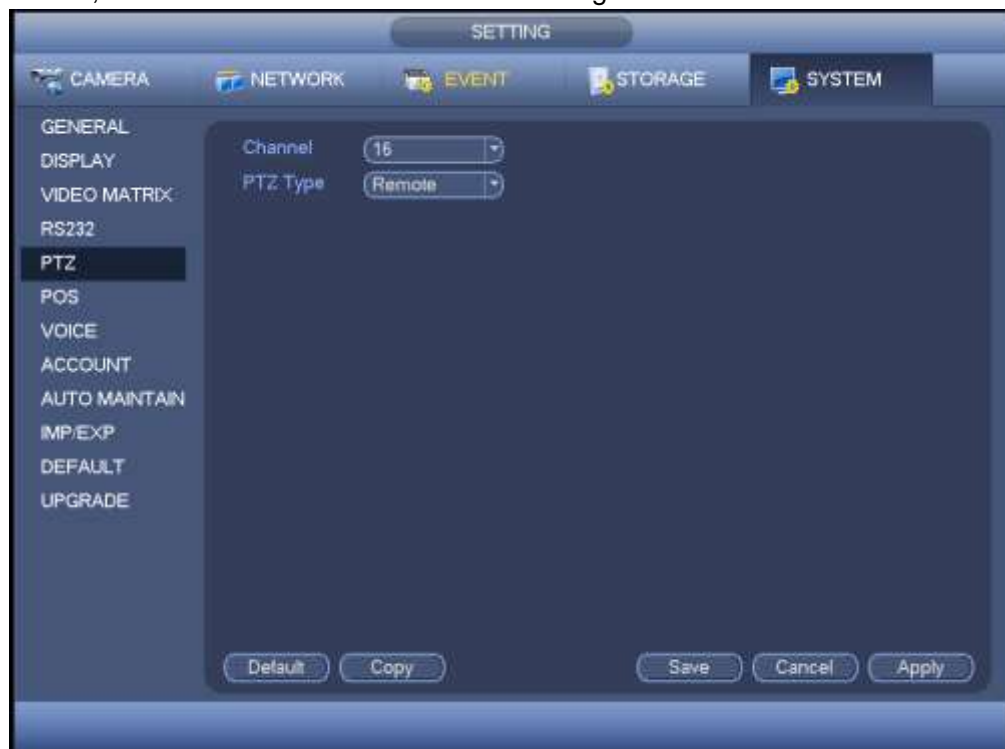 SETTING
CAMERA NETWORK EVENT STORAGE SYSTEM
GENERAL
DISPLAY
VIDEO MATRIX
RS232
PTZ
POS
VOICE
ACCOUNT
AUTO MAINTAIN
IMP/EXP
DEFAULT
UPGRADE
Channel 16
PTZ Type Remote
Default Copy Save Cancel Apply